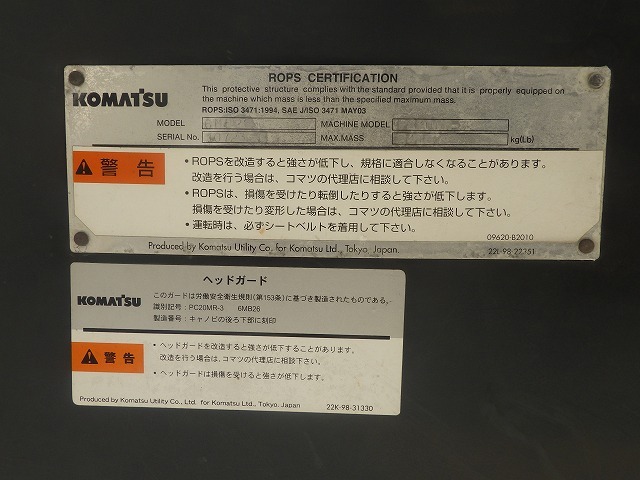 ROPS CERTIFICATION
KOMATSU
This protective structure complies with the standard provided that it is properly equipped on
the machine which mass is less than the specified maximum mass.
ROPS:ISO 3471:1994, SAE J/ISO 3471 MAY03
MODEL MACHINE MODEL
SERIAL No. MAX.MASS kg(Lb)
警告
・ROPSを改造すると強さが低下し、規格に適合しなくなることがあります。
改造を行う場合は、コマツの代理店に相談して下さい。
・ROPSは、損傷を受けたり転倒したりすると強さが低下します。
損傷を受けたり変形した場合は、コマツの代理店に相談して下さい。
・運転時は、必ずシートベルトを着用して下さい。
09620-B2010
Produced by Komatsu Utility Co. for Komatsu Ltd., Tokyo, Japan. 22L-98-22751
ヘッドガード
KOMATSU
このガードは労働安全衛生規則(第153条)に基づき製造されたものである。
識別記号:PC20MR-3 6MB26
製造番号:キャノピの後ろ下部に刻印
警告
・ヘッドガードを改造すると強さが低下することがあります。
改造を行う場合は、コマツの代理店に相談下さい。
・ヘッドガードは損傷を受けると強さが低下します。
Produced by Komatsu Utility Co., Ltd. for Komatsu Ltd., Tokyo, Japan 22K-98-31330